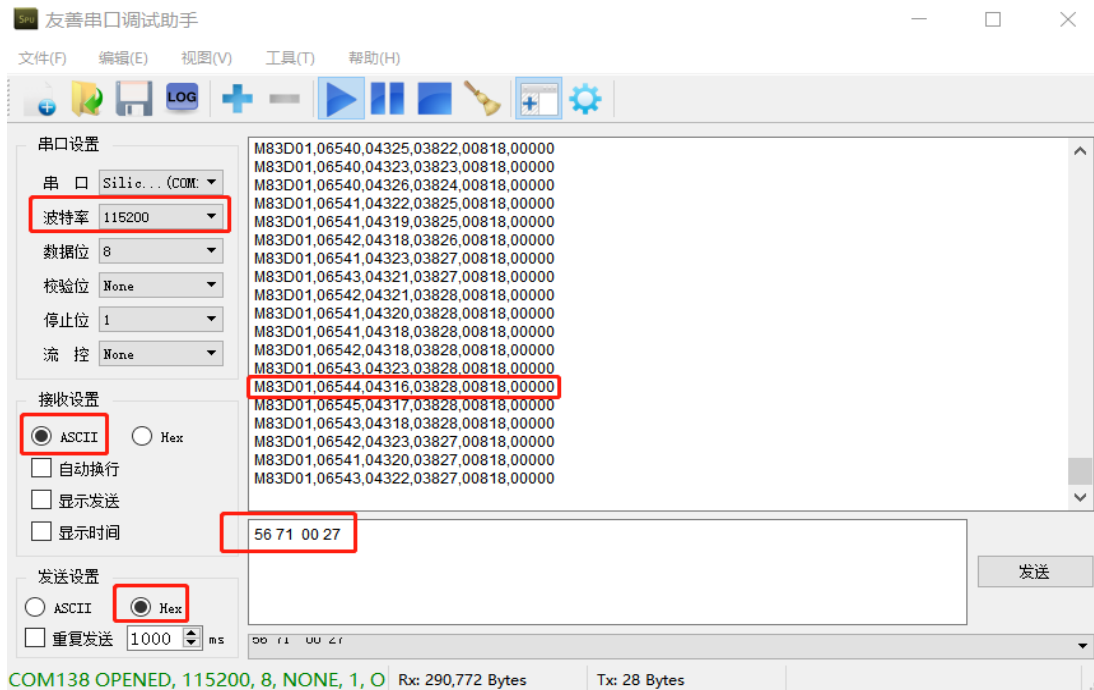 Spu 友善串口调试助手
文件(F) 编辑(E) 视图(V) 工具(T) 帮助(H)
LOG
串口设置
串 口 Silic...(COM:
波特率 115200
数据位 8
校验位 None
停止位 1
流 控 None
接收设置
ASCII Hex
自动换行
显示发送
显示时间
发送设置
ASCII Hex
重复发送 1000 ms
M83D01,06540,04325,03822,00818,00000
M83D01,06540,04323,03823,00818,00000
M83D01,06540,04326,03824,00818,00000
M83D01,06541,04322,03825,00818,00000
M83D01,06541,04319,03825,00818,00000
M83D01,06542,04318,03826,00818,00000
M83D01,06541,04323,03827,00818,00000
M83D01,06543,04321,03827,00818,00000
M83D01,06542,04321,03828,00818,00000
M83D01,06541,04320,03828,00818,00000
M83D01,06541,04318,03828,00818,00000
M83D01,06542,04318,03828,00818,00000
M83D01,06543,04323,03828,00818,00000
M83D01,06544,04316,03828,00818,00000
M83D01,06545,04317,03828,00818,00000
M83D01,06543,04318,03828,00818,00000
M83D01,06542,04323,03827,00818,00000
M83D01,06541,04320,03827,00818,00000
M83D01,06543,04322,03827,00818,00000
56 71 00 27
发送
56 71 00 27
COM138 OPENED, 115200, 8, NONE, 1, O Rx: 290,772 Bytes Tx: 28 Bytes